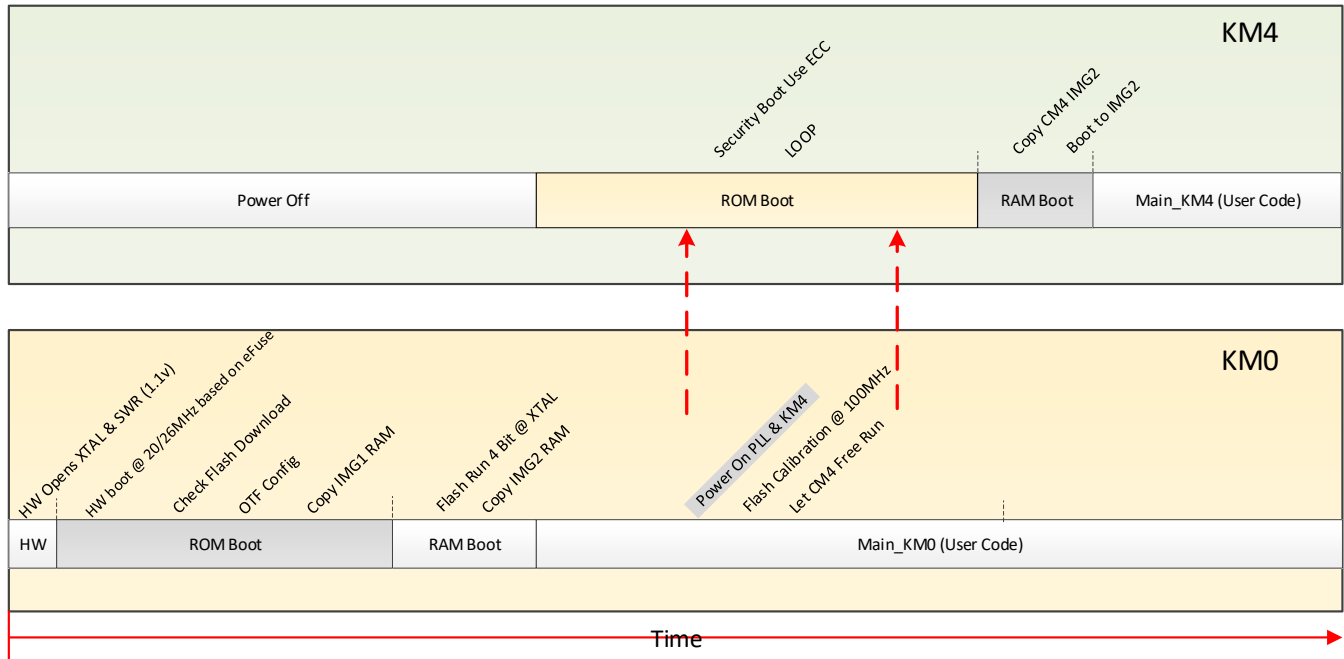 KM4
Security Boot Use ECC
LOOP
Copy CM4 IMG2
Boot to IMG2
Power Off
ROM Boot
RAM Boot
Main_KM4 (User Code)
KM0
HW Opens XTAL & SWR (1.1v)
HW boot @ 20/26MHz based on eFuse
Check Flash Download
OTF Config
Copy IMG1 RAM
Flash Run 4 Bit @ XTAL
Copy IMG2 RAM
Power On PLL & KM4
Flash Calibration @ 100MHz
Let CM4 Free Run
HW
ROM Boot
RAM Boot
Main_KM0 (User Code)
Time